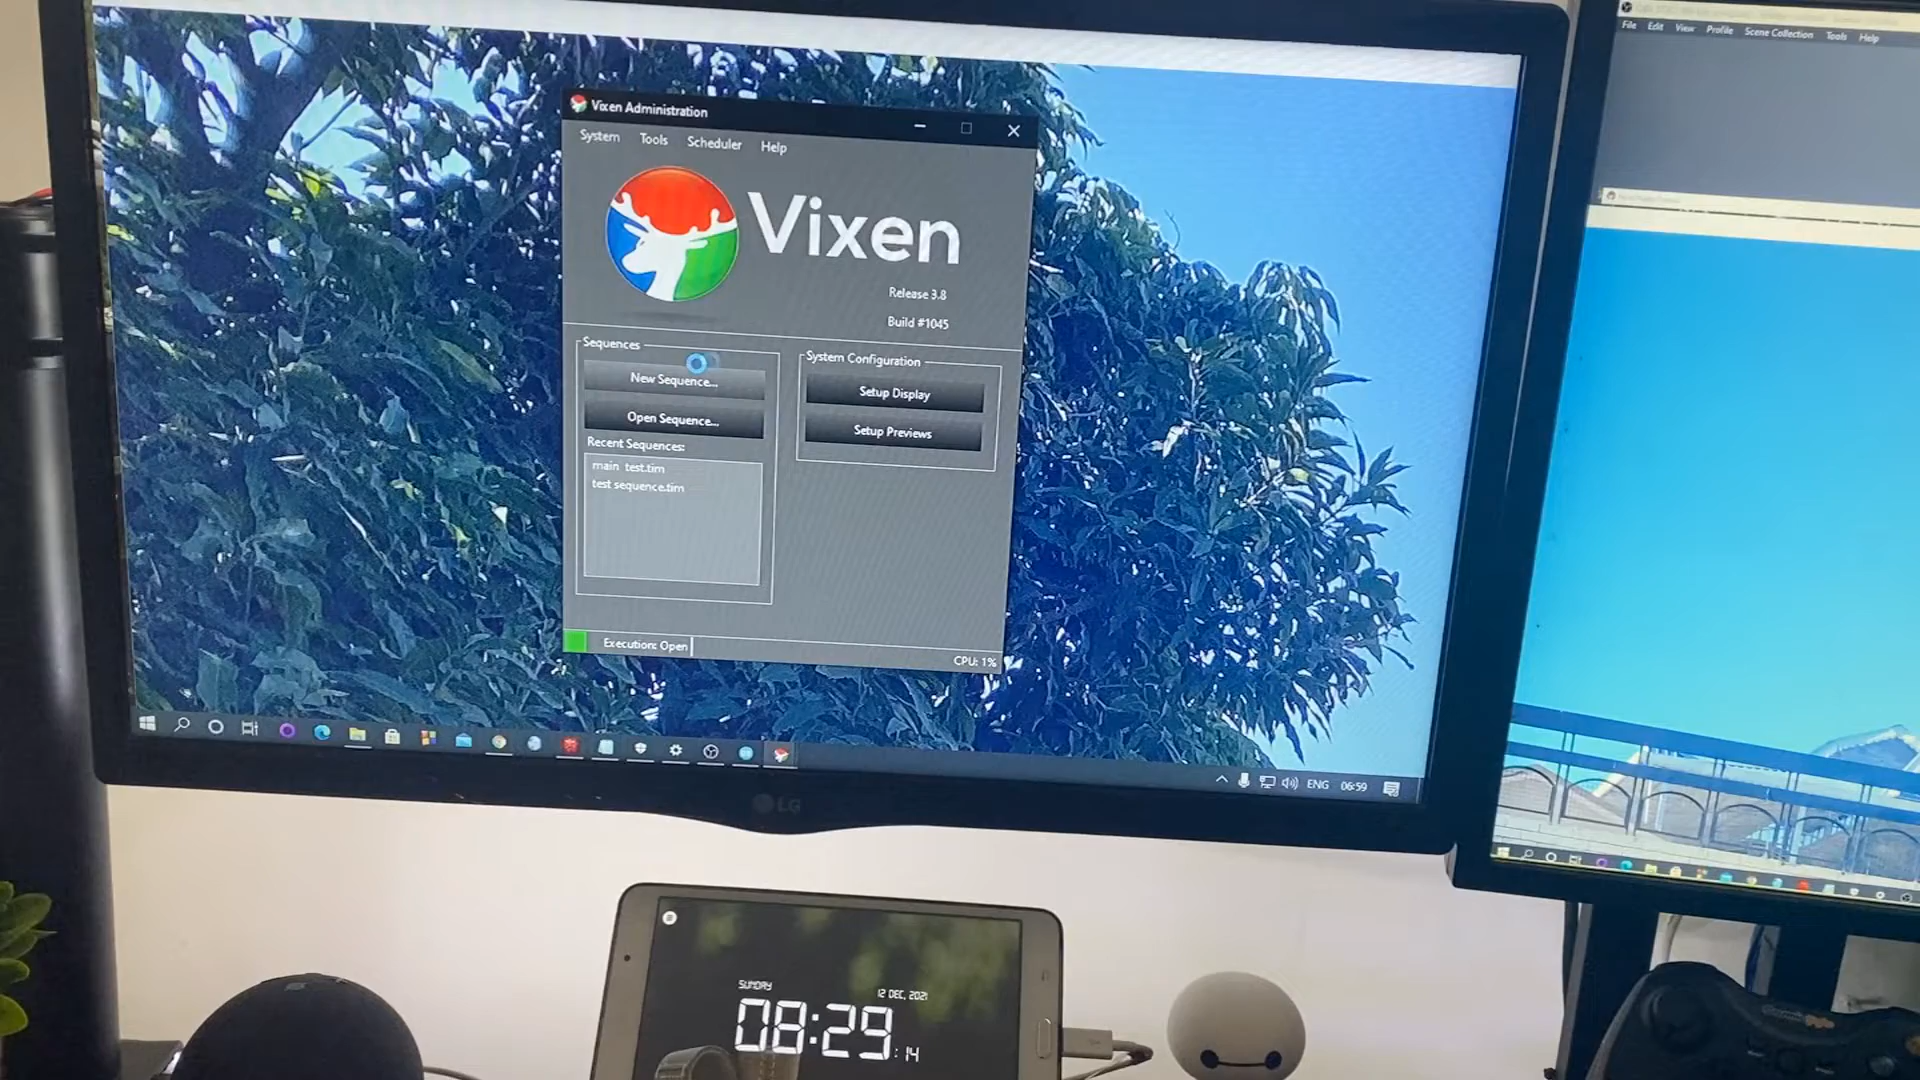 Vixen Administration
System Tools Scheduler Help
Vixen
Release 3.8
Build #1045
Sequences
New Sequence...
Open Sequence...
Recent Sequences:
main test.tim
test sequence.tim
System Configuration
Setup Display
Setup Previews
Execution: Open
CPU: 1%
ENG 06:59
LG
File Edit View Profile Scene Collection Tools Help
SUNDAY
12 DEC, 2021
08:29:14